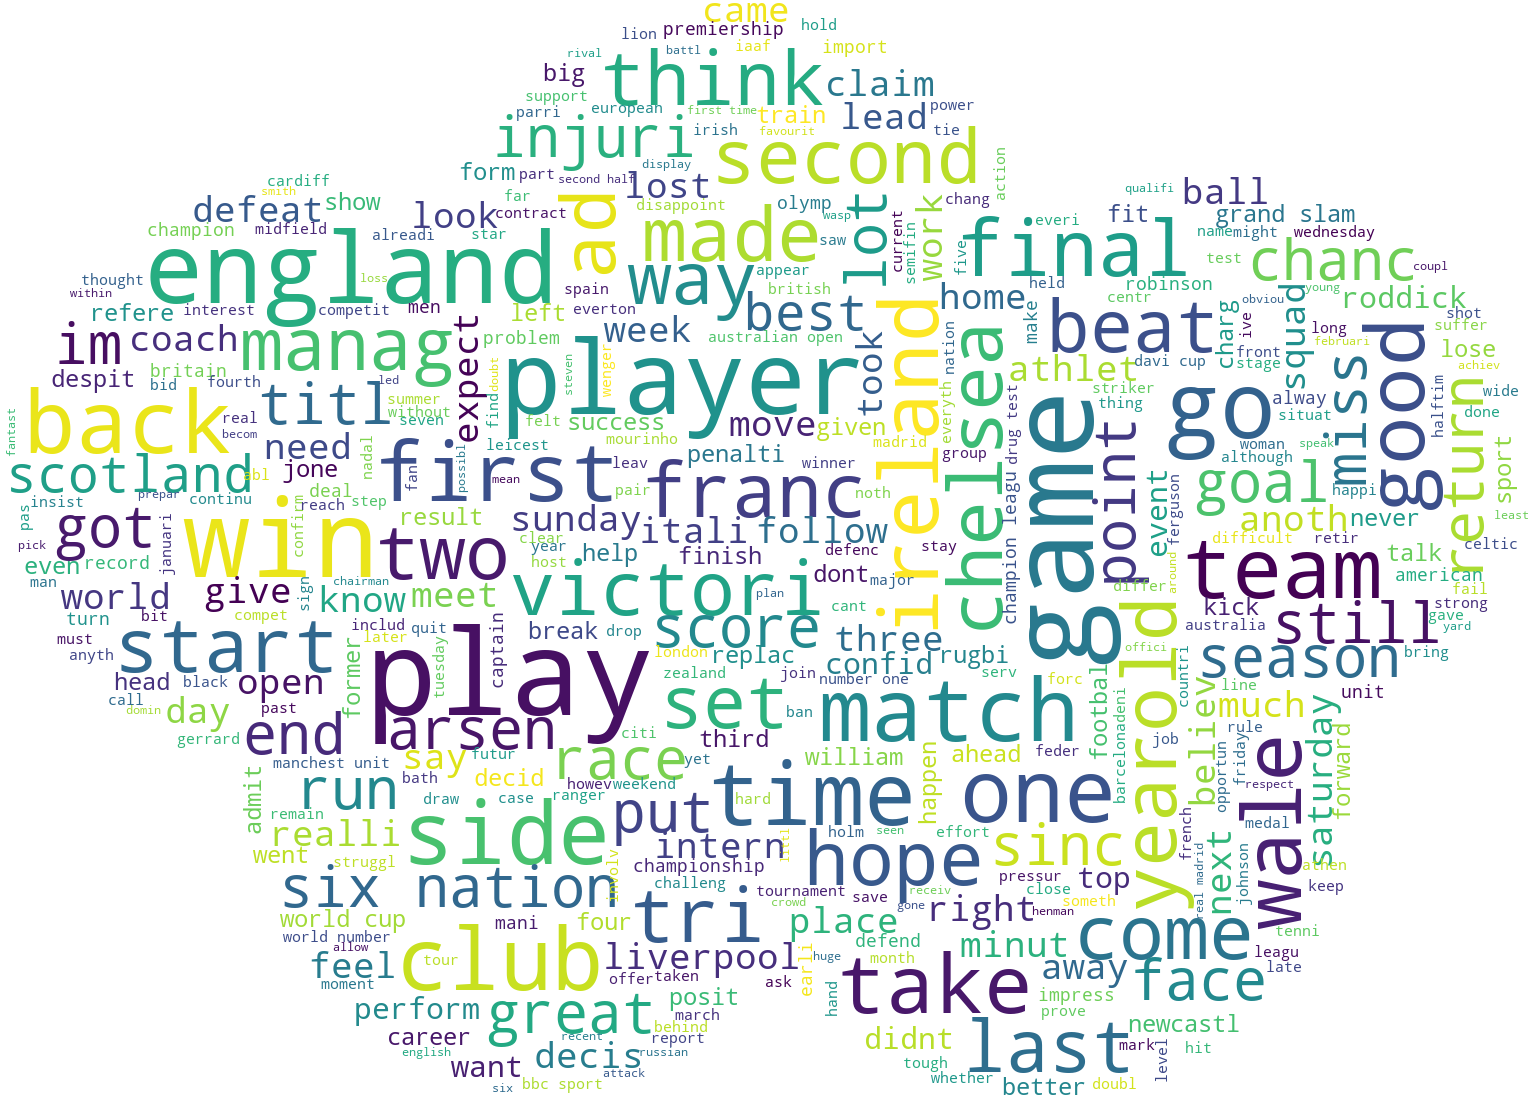 came
lion premiership hold
rival battl iaaf import
big think claim
support parri european first time train lead power
injuri irish favourit tie
form part display second action
cardiff smith far second half lost
defeat show look contract disappoint olymp wasp chang qualifi ball
champion midfield alreadi star ad made saw lot current semifin work five everi fit grand slam
england way appear final name might wednesday
thought loss spain british held robinson test chanc coupl
within interest competit men everton best home centr obviou young roddick
refere left week nation make beat charg squad shot
im coach manag expect problem australian open took ive long februari suffer
despit britain bid fourth led player wenger steven doubt find ireland chelsea davi cup front stage good lose achiev
fantast back real titl summer without seven athlet striker thing go alway situat miss return wide done
becom felt success move given everyth game point woman although speak halftim sport
scotland need jone nadal fan possibl leicest mourinho penalti madrid group drug test
abl deal leav winner
insist prepar continu reach step first mean pair franc noth champion leagu event goal happi least
pas got win confirm result sunday itali follow ferguson anoth never
pick januari two clear year help finish defenc stay difficult retir celtic
even record host dont major around team talk american
man chairman sign victori plan differ fail
world give know meet cant kick strong
turn bit compet drop score three australia still gave yard
must start includ quit captain break replac confid rugbi offici season bring
anyth later play london
head black open former tuesday zealand join number one serv forc yearold countri line unit
call past set match footbal believ much
domin day end arsen ban job rule
gerrard citi third william ahead feder barcelonadeni opportun friday wale saturday forward
manchest unit say futur race yet time one respect
run bath decid howev weekend happen
admit draw case ranger put hard french medal
remain realli side holm seen effort sinc next
went struggl involv intern littl hope real madrid athen
six nation championship pressur top johnson keep
challeng tournament save receiv close someth
world cup mani four tri crowd gone right henman come
world number allow place minut tenni
feel club liverpool defend leagu
moment tour offer taken ask earli huge month away face late
perform great posit hand take impress
career march behind didnt prove newcastl
english recent report last mark level hit
want decis russian tough
attack whether
six bbc sport better doubl